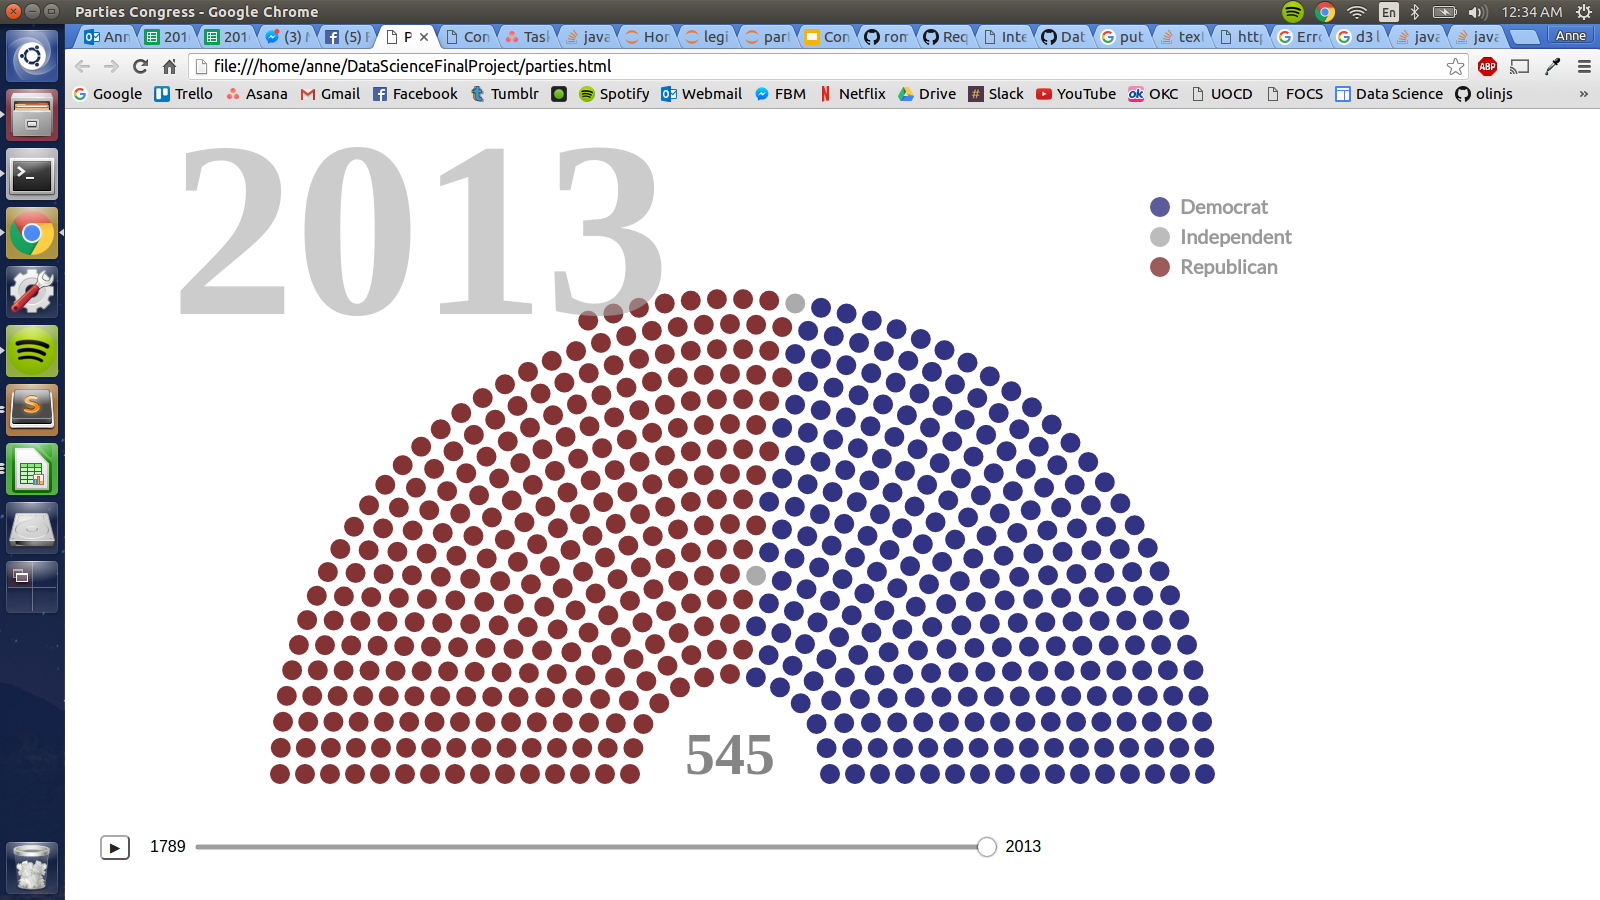 Parties Congress - Google Chrome
En
12:34 AM
Ann
201
201
(3)
(5)
P
Con
Task
java
Hor
legi
parl
Con
rom
Req
Inte
Dat
put
text
http
Erro
d3 l
java
java
Anne
file:///home/anne/DataScienceFinalProject/parties.html
ABP
Google Trello Asana Gmail Facebook Tumblr Spotify Webmail FBM Netflix Drive Slack YouTube OKC UOCD FOCS Data Science olinjs »
2013
Democrat
Independent
Republican
545
1789
2013